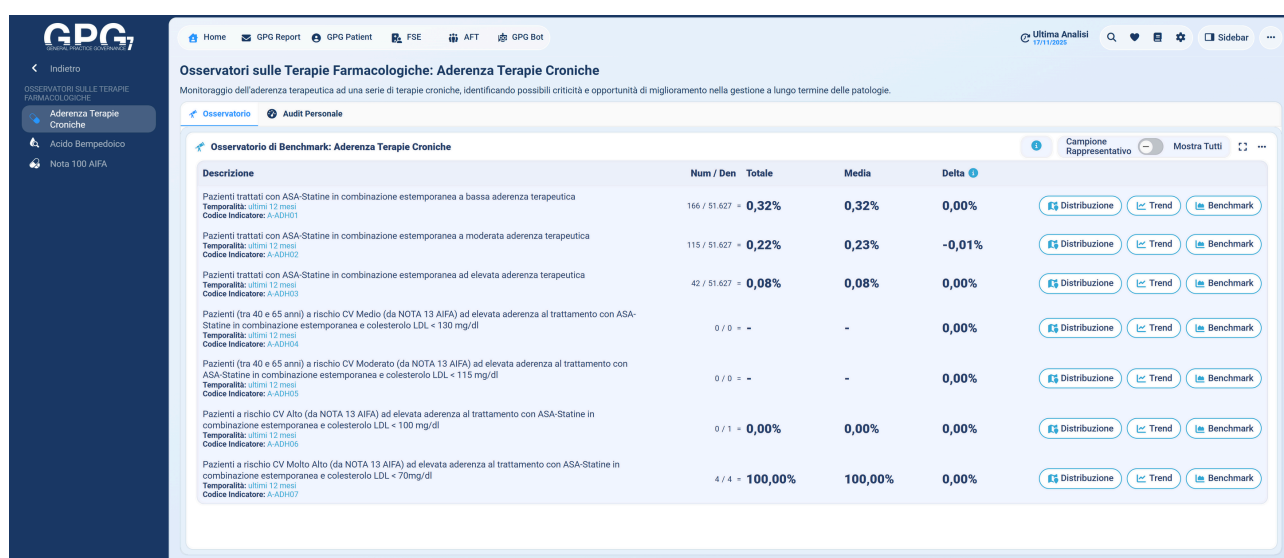 GPG7
GENERAL PRACTICE GOVERNANCE
Indietro
OSSERVATORI SULLE TERAPIE
FARMACOLOGICHE
Aderenza Terapie
Croniche
Acido Bempedoico
Nota 100 AIFA
Home GPG Report GPG Patient FSE AFT GPG Bot
Ultima Analisi
17/11/2025
Sidebar
Osservatori sulle Terapie Farmacologiche: Aderenza Terapie Croniche
Monitoraggio dell'aderenza terapeutica ad una serie di terapie croniche, identificando possibili criticità e opportunità di miglioramento nella gestione a lungo termine delle patologie.
Osservatorio Audit Personale
Osservatorio di Benchmark: Aderenza Terapie Croniche
Campione
Rappresentativo
Mostra Tutti
Descrizione Num / Den Totale Media Delta
Pazienti trattati con ASA-Statine in combinazione estemporanea a bassa aderenza terapeutica
Temporalità: ultimi 12 mesi
Codice Indicatore: A-ADH01
166 / 51.627 = 0,32% 0,32% 0,00% Distribuzione Trend Benchmark
Pazienti trattati con ASA-Statine in combinazione estemporanea a moderata aderenza terapeutica
Temporalità: ultimi 12 mesi
Codice Indicatore: A-ADH02
115 / 51.627 = 0,22% 0,23% -0,01% Distribuzione Trend Benchmark
Pazienti trattati con ASA-Statine in combinazione estemporanea ad elevata aderenza terapeutica
Temporalità: ultimi 12 mesi
Codice Indicatore: A-ADH03
42 / 51.627 = 0,08% 0,08% 0,00% Distribuzione Trend Benchmark
Pazienti (tra 40 e 65 anni) a rischio CV Medio (da NOTA 13 AIFA) ad elevata aderenza al trattamento con ASA-
Statine in combinazione estemporanea e colesterolo LDL < 130 mg/dl
Temporalità: ultimi 12 mesi
Codice Indicatore: A-ADH04
0 / 0 = - - 0,00% Distribuzione Trend Benchmark
Pazienti (tra 40 e 65 anni) a rischio CV Moderato (da NOTA 13 AIFA) ad elevata aderenza al trattamento con
ASA-Statine in combinazione estemporanea e colesterolo LDL < 115 mg/dl
Temporalità: ultimi 12 mesi
Codice Indicatore: A-ADH05
0 / 0 = - - 0,00% Distribuzione Trend Benchmark
Pazienti a rischio CV Alto (da NOTA 13 AIFA) ad elevata aderenza al trattamento con ASA-Statine in
combinazione estemporanea e colesterolo LDL < 100 mg/dl
Temporalità: ultimi 12 mesi
Codice Indicatore: A-ADH06
0 / 1 = 0,00% 0,00% 0,00% Distribuzione Trend Benchmark
Pazienti a rischio CV Molto Alto (da NOTA 13 AIFA) ad elevata aderenza al trattamento con ASA-Statine in
combinazione estemporanea e colesterolo LDL < 70mg/dl
Temporalità: ultimi 12 mesi
Codice Indicatore: A-ADH07
4 / 4 = 100,00% 100,00% 0,00% Distribuzione Trend Benchmark